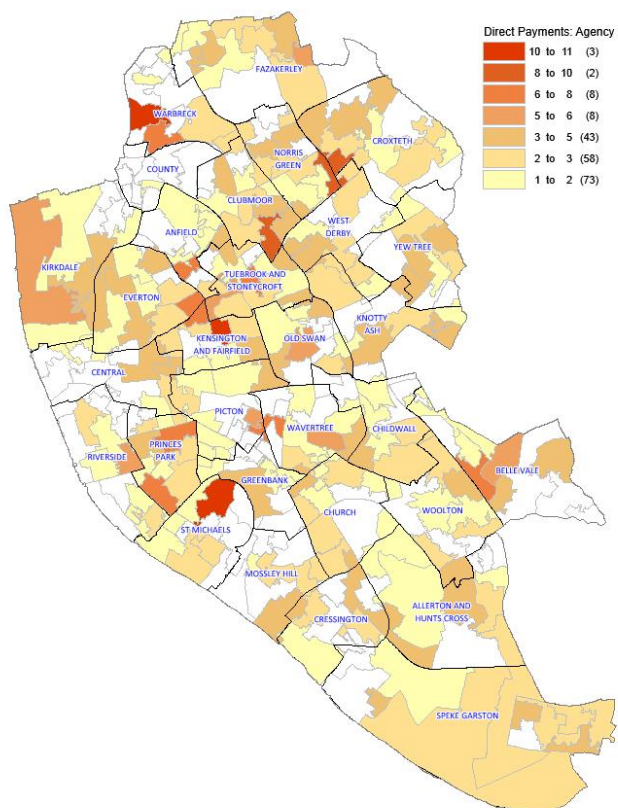 Direct Payments: Agency
10 to 11 (3)
8 to 10 (2)
6 to 8 (8)
5 to 6 (8)
3 to 5 (43)
2 to 3 (58)
1 to 2 (73)
FAZAKERLEY
WARBRECK
CROXTETH
NORRIS
GREEN
COUNTY
CLUBMOOR
ANFIELD
WEST
DERBY
YEW TREE
KIRKDALE
TUEBROOK AND
STONEYCROFT
EVERTON
KNOTTY
ASH
KENSINGTON
AND FAIRFIELD
OLD SWAN
CENTRAL
PICTON
WAVERTREE
CHILDWALL
RIVERSIDE
PRINCES
PARK
BELLE VALE
GREENBANK
CHURCH
WOOLTON
ST MICHAELS
MOSSLEY HILL
ALLERTON AND
HUNTS CROSS
CRESSINGTON
SPEKE GARSTON